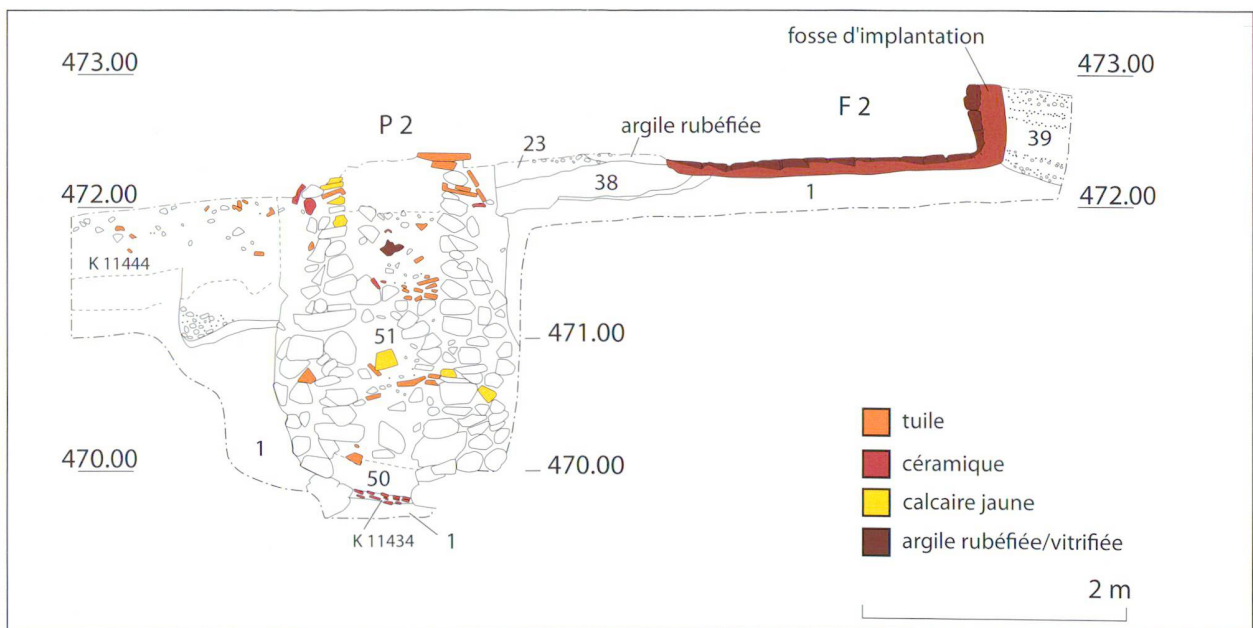 fosse d'implantation
473.00
473.00
P 2
F 2
argile rubéfiée
23
39
38
472.00
1
472.00
K 11444
51
471.00
tuile
1
470.00
470.00
céramique
50
calcaire jaune
K 11434
1
argile rubéfiée/vitrifiée
2 m